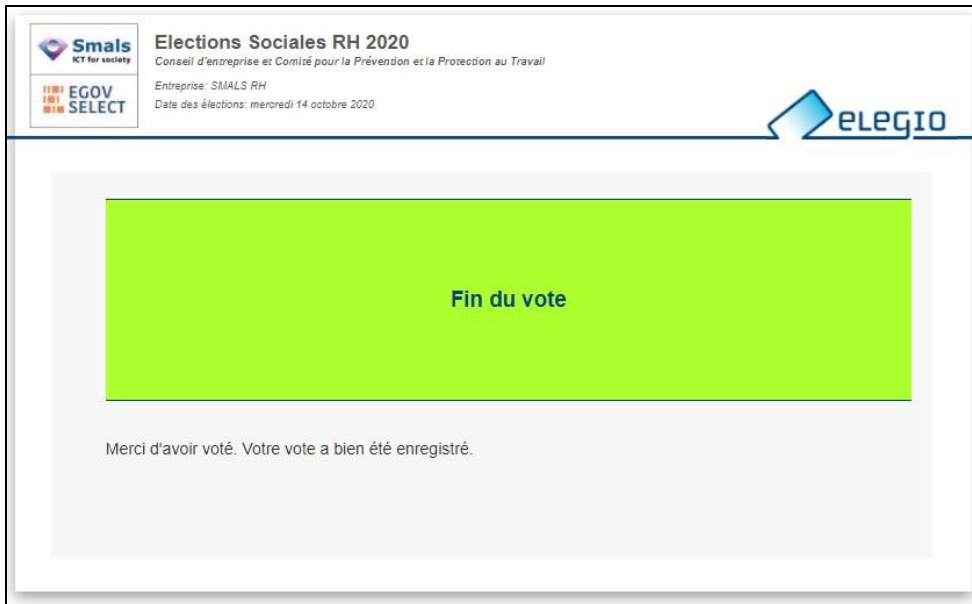 Smals
ICT for society
EGOV
SELECT
Elections Sociales RH 2020
Conseil d'entreprise et Comité pour la Prévention et la Protection au Travail
Entreprise: SMALS RH
Date des élections: mercredi 14 octobre 2020
eLeGIO
Fin du vote
Merci d'avoir voté. Votre vote a bien été enregistré.